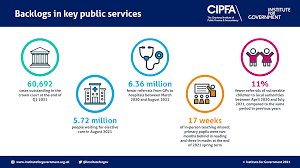 Backlogs in key public services
CIPFA
The Chartered Institute of
Public Finance & Accountancy
INSTITUTE
FOR
GOVERNMENT
60,692
cases outstanding in the
crown court at the end of
Q2 2021
6.36 million
fewer referrals from GPs
to hospitals between March
2020 and August 2021
11%
fewer referrals of vulnerable
children to local authorities
between April 2020 and
July 2021, compared to the
same period in previous years
5.72 million
people waiting for elective
care in August 2021
17 weeks
of in-person teaching missed;
primary pupils were two
months behind in reading
and three months in maths at
the end of 2021 spring term
www.instituteforgovernment.org.uk
© Institute for Government 2021